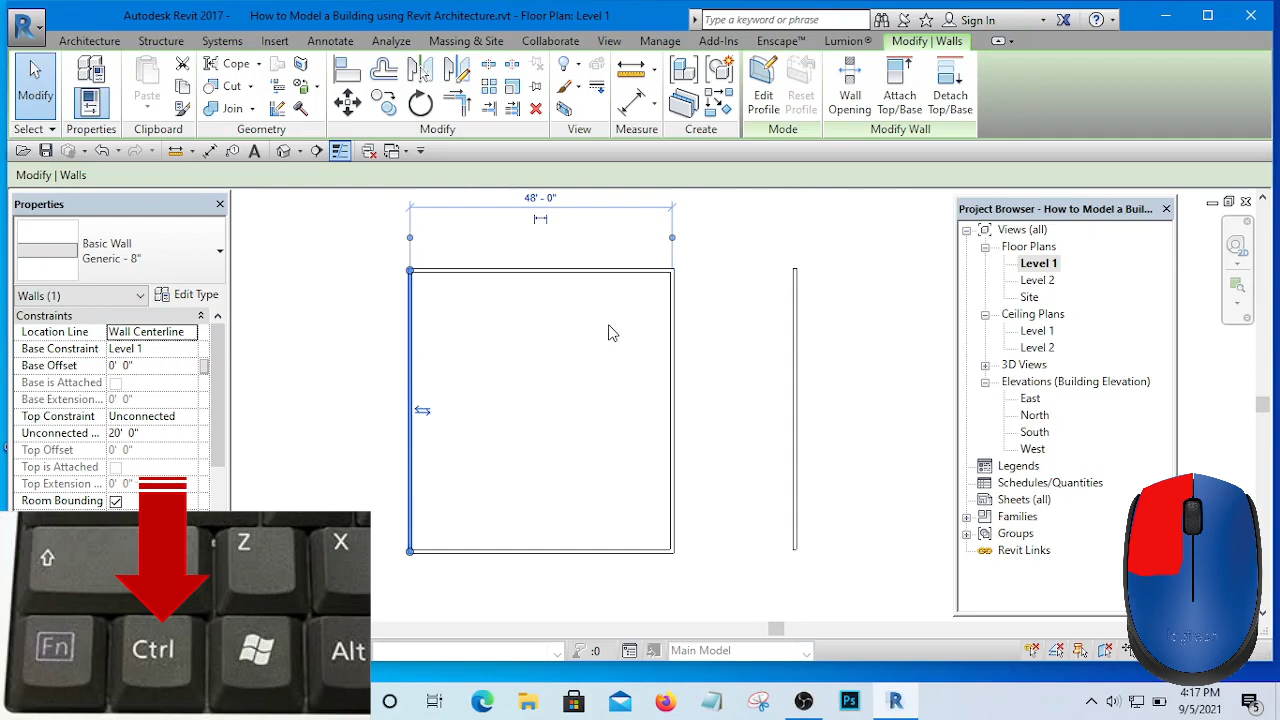 Autodesk Revit 2017 - How to Model a Building using Revit Architecture.rvt - Floor Plan: Level 1
Type a keyword or phrase
Sign In
Architecture Structure Systems Insert Annotate Analyze Massing & Site Collaborate View Manage Add-Ins Enscape™ Lumion® Modify | Walls
Modify
Properties
Paste
Cope
Cut
Join
Edit Profile
Reset Profile
Wall Opening
Attach Top/Base
Detach Top/Base
Select Properties Clipboard Geometry Modify View Measure Create Mode Modify Wall
Modify | Walls
Properties
Basic Wall
Generic - 8"
Walls (1)
Edit Type
Constraints
Location Line Wall Centerline
Base Constraint Level 1
Base Offset 0' 0"
Base is Attached
Base Extension... 0' 0"
Top Constraint Unconnected
Unconnected ... 20' 0"
Top Offset 0' 0"
Top is Attached
Top Extension ... 0' 0"
Room Bounding
48' - 0"
Project Browser - How to Model a Buil...
Views (all)
Floor Plans
Level 1
Level 2
Site
Ceiling Plans
Level 1
Level 2
3D Views
Elevations (Building Elevation)
East
North
South
West
Legends
Schedules/Quantities
Sheets (all)
Families
Groups
Revit Links
2D
Z X
Fn Ctrl Alt
:0
Main Model
4:17 PM
9/5/2021
5